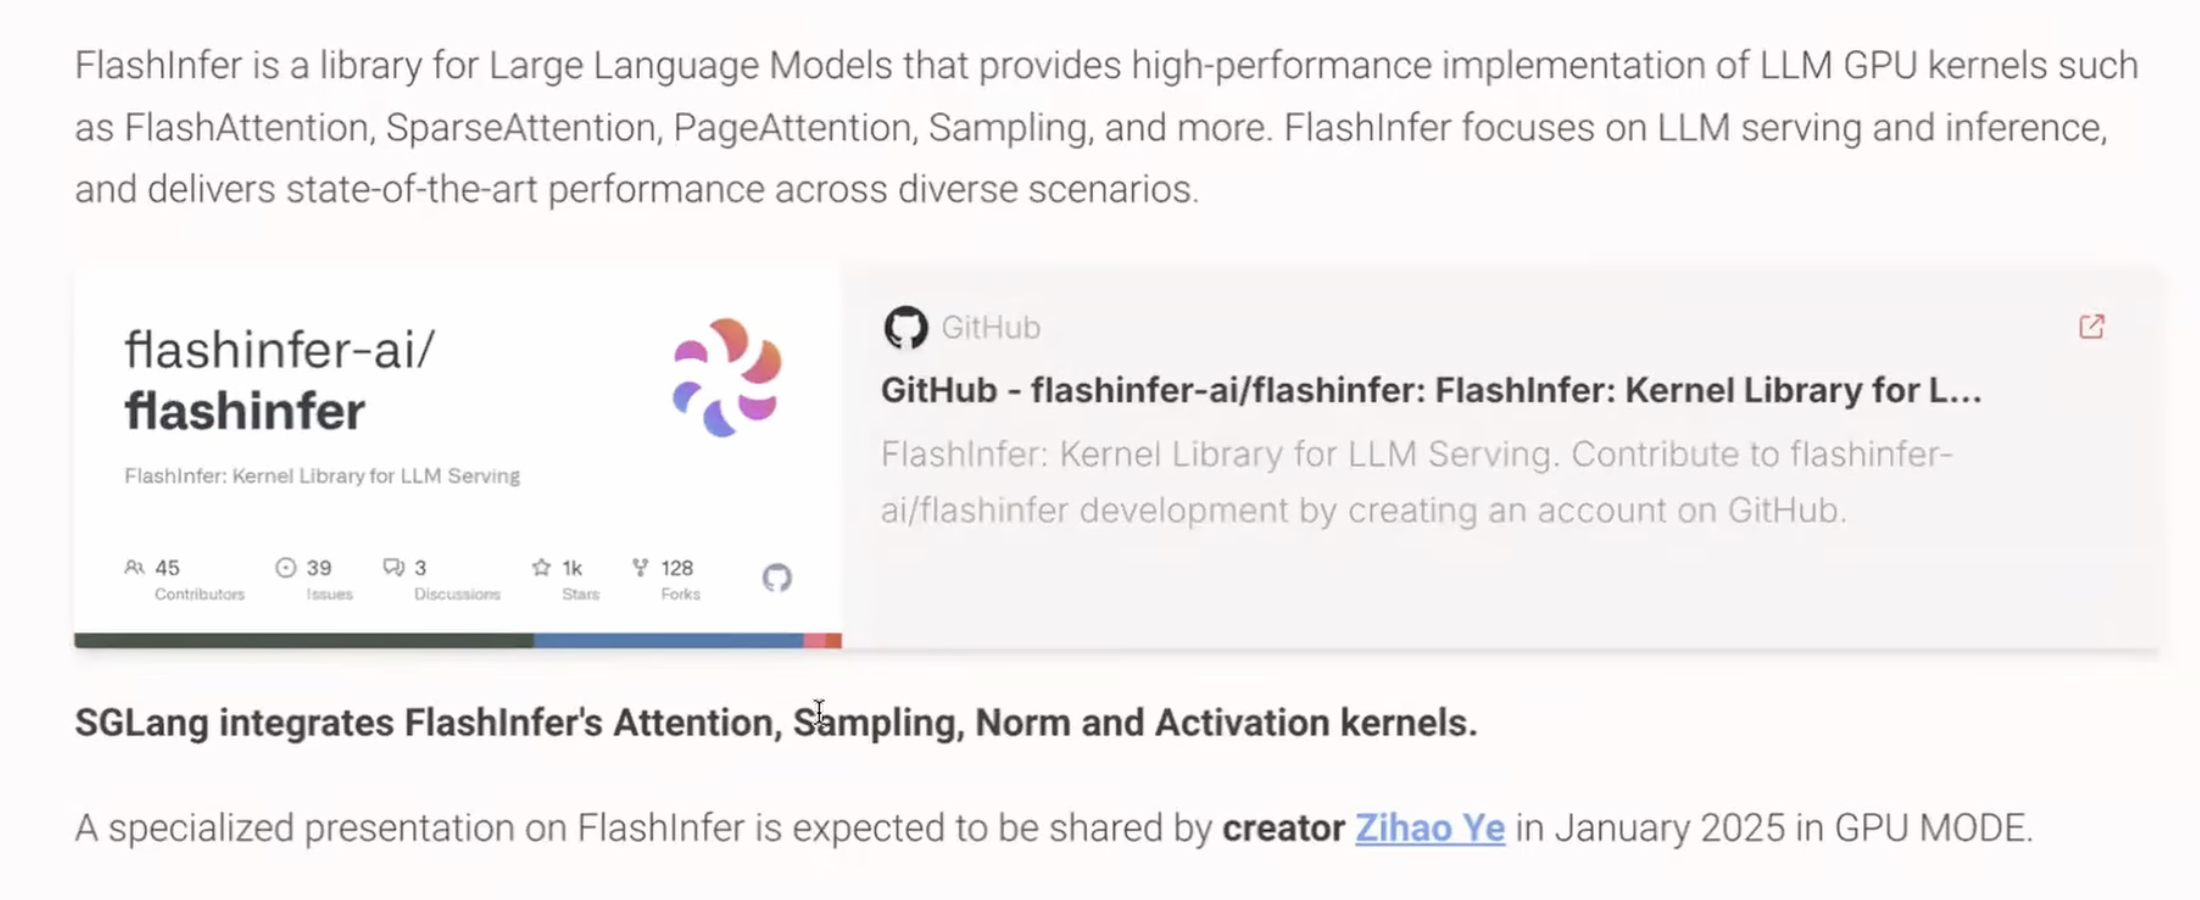 FlashInfer is a library for Large Language Models that provides high-performance implementation of LLM GPU kernels such
as FlashAttention, SparseAttention, PageAttention, Sampling, and more. FlashInfer focuses on LLM serving and inference,
and delivers state-of-the-art performance across diverse scenarios.
flashinfer-ai/
flashinfer
FlashInfer: Kernel Library for LLM Serving
45 Contributors
39 Issues
3 Discussions
1k Stars
128 Forks
GitHub
GitHub - flashinfer-ai/flashinfer: FlashInfer: Kernel Library for L...
FlashInfer: Kernel Library for LLM Serving. Contribute to flashinfer-
ai/flashinfer development by creating an account on GitHub.
SGLang integrates FlashInfer's Attention, Sampling, Norm and Activation kernels.
A specialized presentation on FlashInfer is expected to be shared by creator Zihao Ye in January 2025 in GPU MODE.